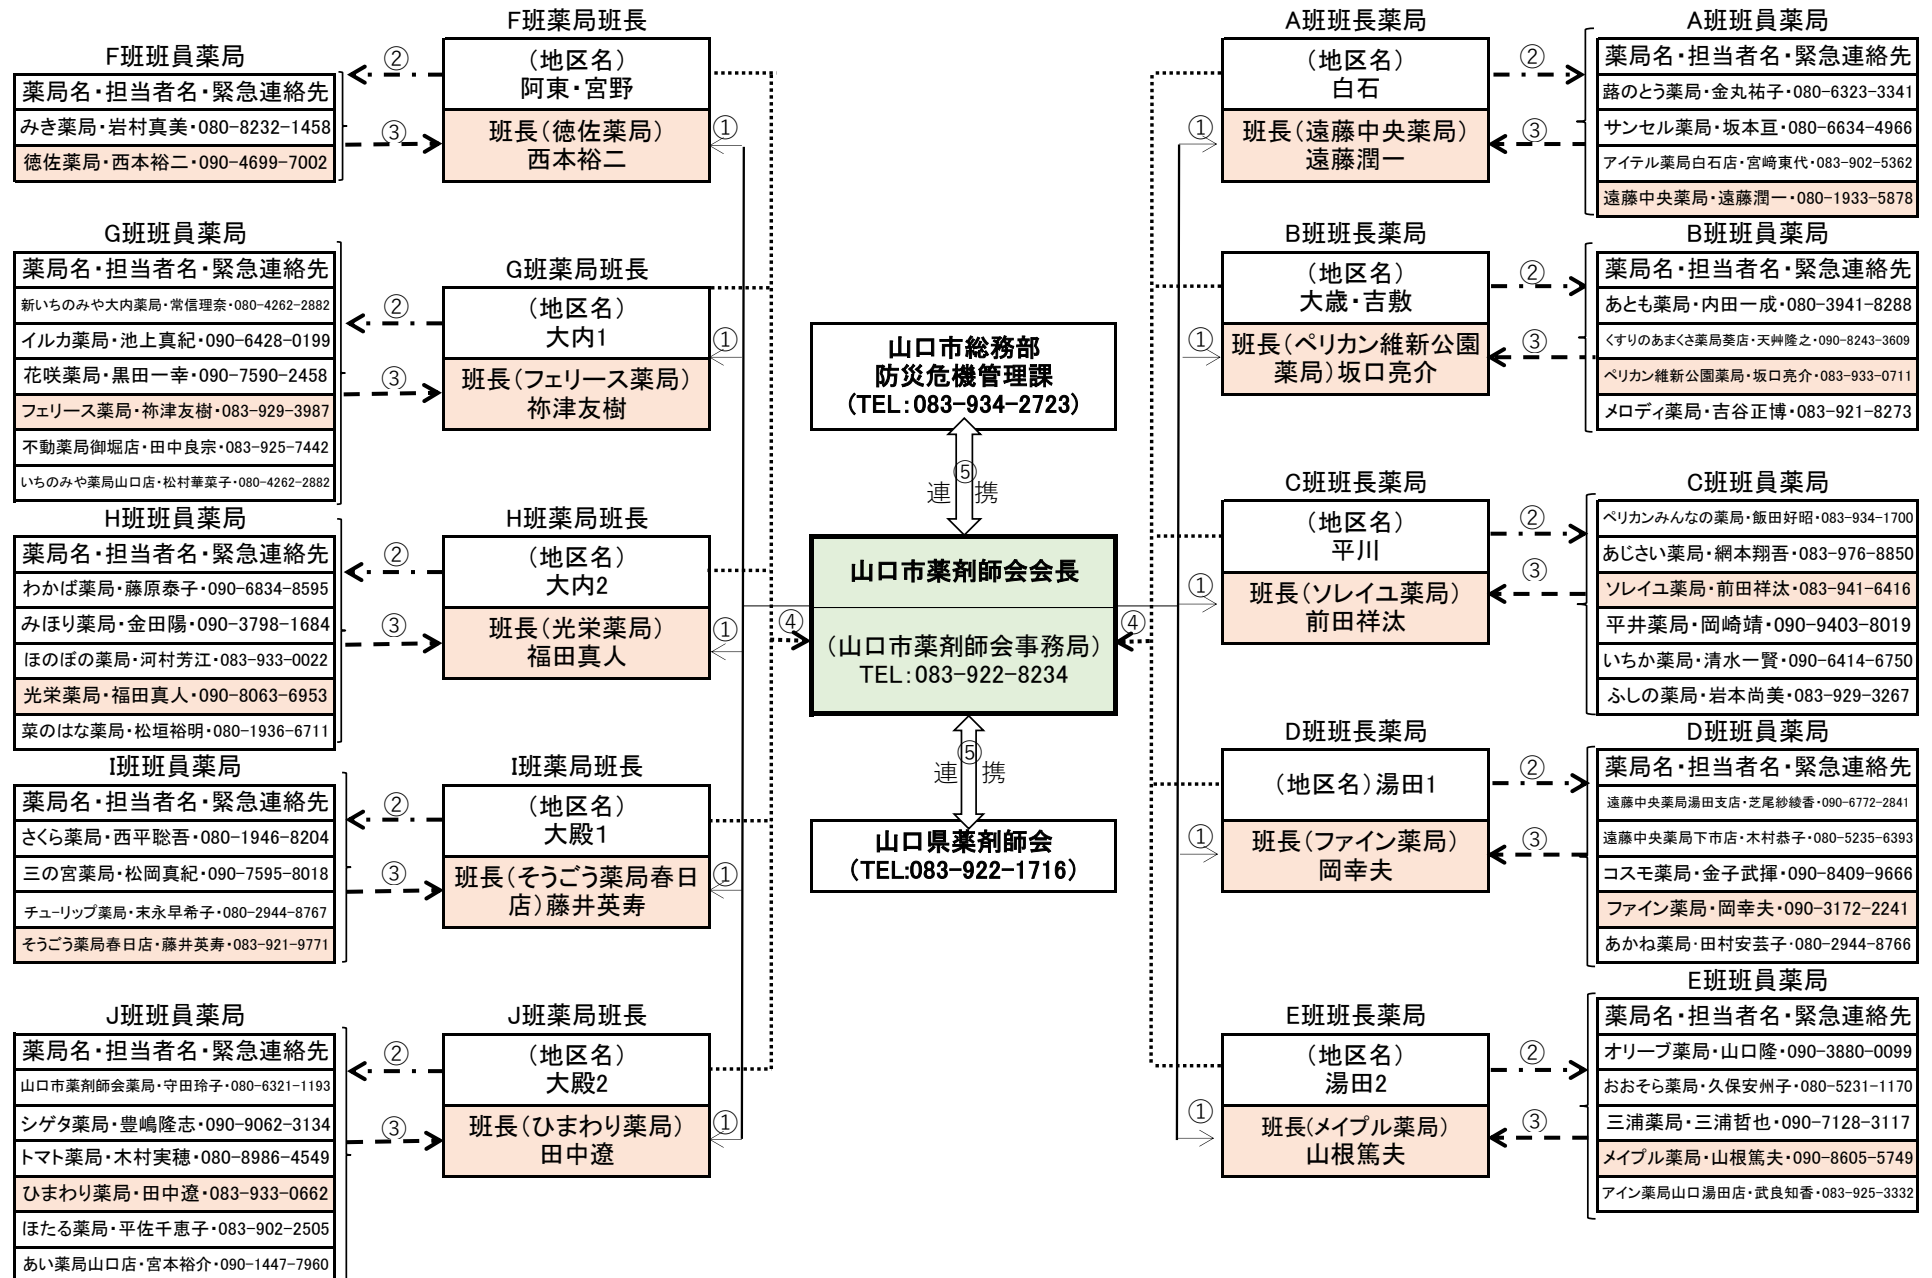 F班薬局班長
(地区名)
阿東・宮野
班長(徳佐薬局)
西本裕二
F班班員薬局
薬局名・担当者名・緊急連絡先
みき薬局・岩村真美・080-8232-1458
徳佐薬局・西本裕二・090-4699-7002
②
③
①
G班班員薬局
薬局名・担当者名・緊急連絡先
新いちのみや大内薬局・常信理奈・080-4262-2882
イルカ薬局・池上真紀・090-6428-0199
花咲薬局・黒田一幸・090-7590-2458
フェリース薬局・祢津友樹・083-929-3987
不動薬局御堀店・田中良宗・083-925-7442
いちのみや薬局山口店・松村華菜子・080-4262-2882
②
③
G班薬局班長
(地区名)
大内1
班長(フェリース薬局)
祢津友樹
①
H班班員薬局
薬局名・担当者名・緊急連絡先
わかば薬局・藤原泰子・090-6834-8595
みほり薬局・金田陽・090-3798-1684
ほのぼの薬局・河村芳江・083-933-0022
光栄薬局・福田真人・090-8063-6953
菜のはな薬局・松垣裕明・080-1936-6711
②
③
H班薬局班長
(地区名)
大内2
班長(光栄薬局)
福田真人
①
I班班員薬局
薬局名・担当者名・緊急連絡先
さくら薬局・西平聡吾・080-1946-8204
三の宮薬局・松岡真紀・090-7595-8018
チューリップ薬局・末永早希子・080-2944-8767
そうごう薬局春日店・藤井英寿・083-921-9771
②
③
I班薬局班長
(地区名)
大殿1
班長(そうごう薬局春日
店)藤井英寿
①
J班班員薬局
薬局名・担当者名・緊急連絡先
山口市薬剤師会薬局・守田玲子・080-6321-1193
シゲタ薬局・豊嶋隆志・090-9062-3134
トマト薬局・木村実穂・080-8986-4549
ひまわり薬局・田中遼・083-933-0662
ほたる薬局・平佐千恵子・083-902-2505
あい薬局山口店・宮本裕介・090-1447-7960
②
③
J班薬局班長
(地区名)
大殿2
班長(ひまわり薬局)
田中遼
①
山口市総務部
防災危機管理課
(TEL:083-934-2723)
⑤
連 携
山口市薬剤師会会長
(山口市薬剤師会事務局)
TEL:083-922-8234
④
④
⑤
連 携
山口県薬剤師会
(TEL:083-922-1716)
A班班長薬局
(地区名)
白石
班長(遠藤中央薬局)
遠藤潤一
①
②
③
A班班員薬局
薬局名・担当者名・緊急連絡先
蕗のとう薬局・金丸祐子・080-6323-3341
サンセル薬局・坂本亘・080-6634-4966
アイテル薬局白石店・宮﨑東代・083-902-5362
遠藤中央薬局・遠藤潤一・080-1933-5878
B班班長薬局
(地区名)
大歳・吉敷
班長(ペリカン維新公園
薬局)坂口亮介
①
②
③
B班班員薬局
薬局名・担当者名・緊急連絡先
あとも薬局・内田一成・080-3941-8288
くすりのあまくさ薬局葵店・天艸隆之・090-8243-3609
ペリカン維新公園薬局・坂口亮介・083-933-0711
メロディ薬局・吉谷正博・083-921-8273
C班班長薬局
(地区名)
平川
班長(ソレイユ薬局)
前田祥汰
①
②
③
C班班員薬局
ペリカンみんなの薬局・飯田好昭・083-934-1700
あじさい薬局・網本翔吾・083-976-8850
ソレイユ薬局・前田祥汰・083-941-6416
平井薬局・岡崎靖・090-9403-8019
いちか薬局・清水一賢・090-6414-6750
ふしの薬局・岩本尚美・083-929-3267
D班班長薬局
(地区名)湯田1
班長(ファイン薬局)
岡幸夫
①
②
③
D班班員薬局
薬局名・担当者名・緊急連絡先
遠藤中央薬局湯田支店・芝尾紗綾香・090-6772-2841
遠藤中央薬局下市店・木村恭子・080-5235-6393
コスモ薬局・金子武揮・090-8409-9666
ファイン薬局・岡幸夫・090-3172-2241
あかね薬局・田村安芸子・080-2944-8766
E班班長薬局
(地区名)
湯田2
班長(メイプル薬局)
山根篤夫
①
②
③
E班班員薬局
薬局名・担当者名・緊急連絡先
オリーブ薬局・山口隆・090-3880-0099
おおそら薬局・久保安州子・080-5231-1170
三浦薬局・三浦哲也・090-7128-3117
メイプル薬局・山根篤夫・090-8605-5749
アイン薬局山口湯田店・武良知香・083-925-3332